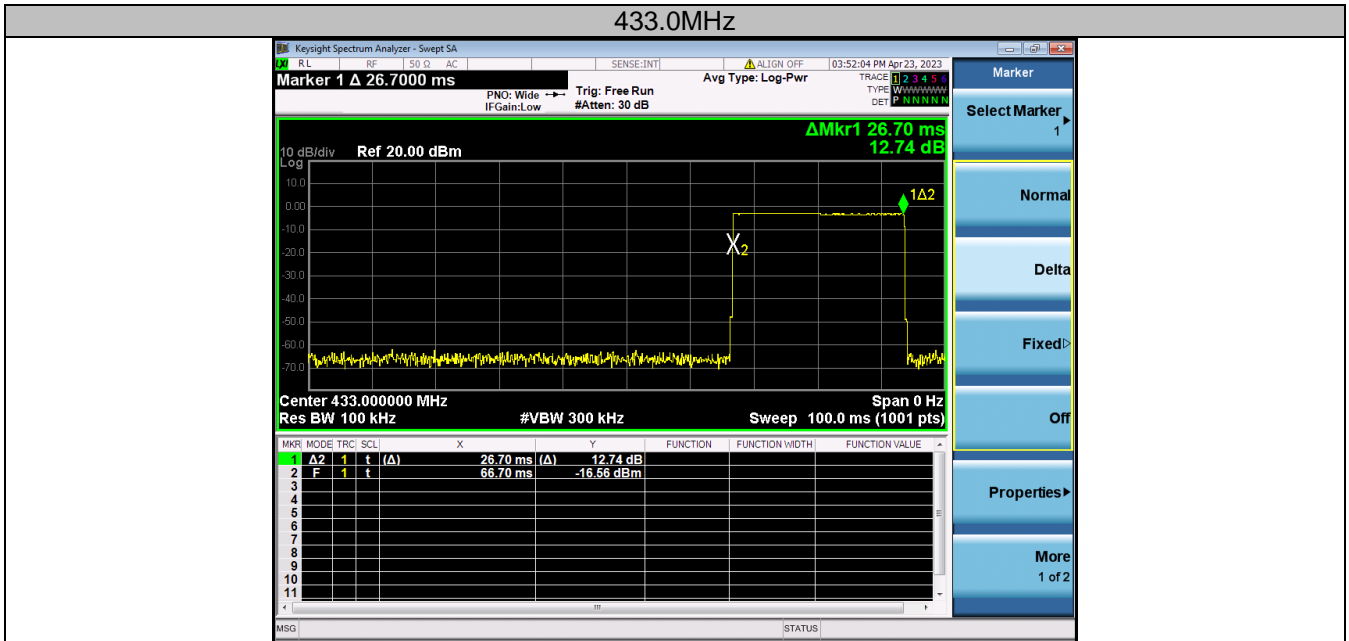 433.0MHz
Keysight Spectrum Analyzer - Swept SA
LXI RL RF 50 Ω AC SENSE:INT ALIGN OFF 03:52:04 PM Apr 23, 2023
Marker 1 Δ 26.7000 ms
PNO: Wide
IFGain:Low
Trig: Free Run
#Atten: 30 dB
Avg Type: Log-Pwr
TRACE 1 2 3 4 5 6
TYPE WWWWWW
DET P N N N N N
ΔMkr1 26.70 ms
12.74 dB
10 dB/div Ref 20.00 dBm
Log
10.0
0.00
-10.0
-20.0
-30.0
-40.0
-50.0
-60.0
-70.0
1Δ2
X2
Center 433.000000 MHz Span 0 Hz
Res BW 100 kHz #VBW 300 kHz Sweep 100.0 ms (1001 pts)
MKR MODE TRC SCL X Y FUNCTION FUNCTION WIDTH FUNCTION VALUE
1 Δ2 1 t (Δ) 26.70 ms (Δ) 12.74 dB
2 F 1 t 66.70 ms -16.56 dBm
3
4
5
6
7
8
9
10
11
MSG STATUS
Marker
Select Marker
1
Normal
Delta
Fixed
Off
Properties
More
1 of 2